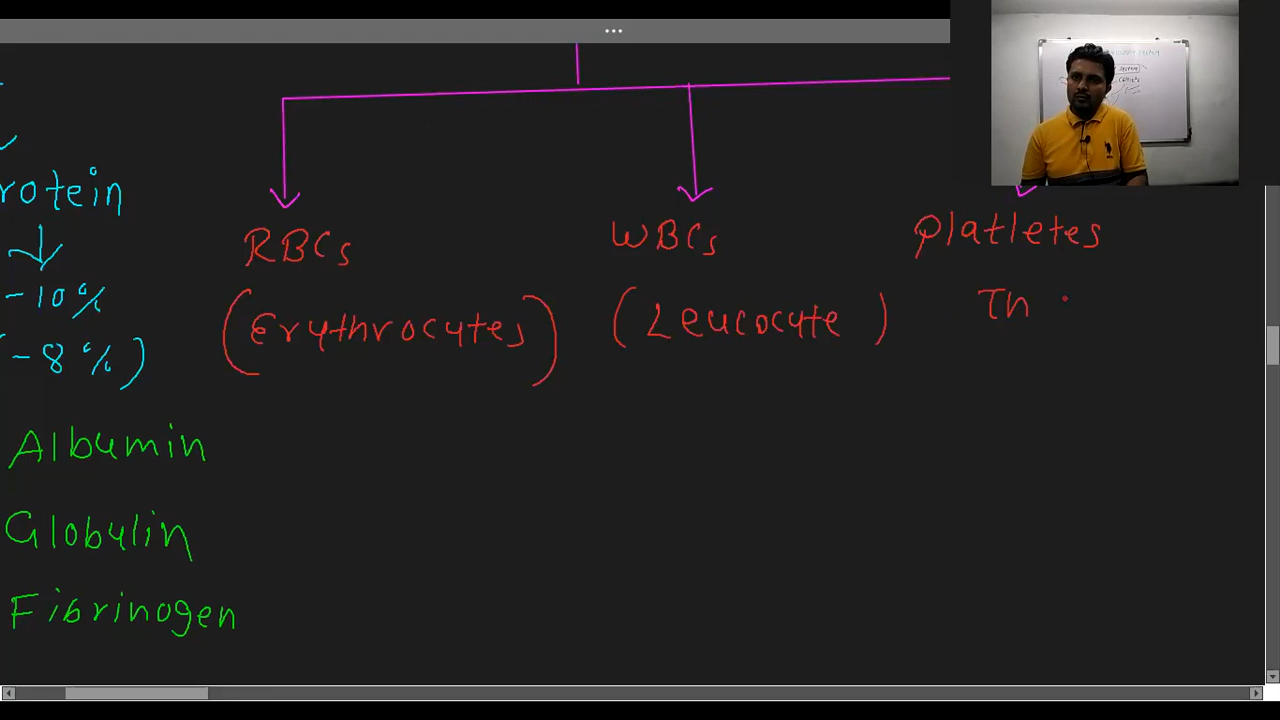 rotein
-10%
(-8%)
Albumin
Globulin
Fibrinogen
RBCs
(Erythrocytes)
WBCs
(Leucocyte)
Platletes
Th